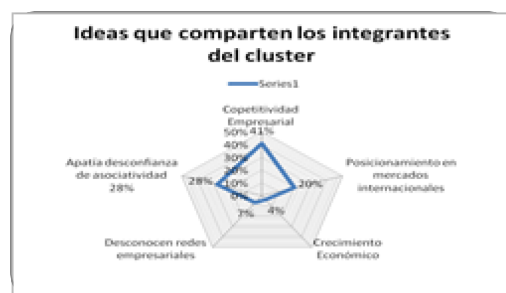 Ideas que comparten los integrantes
del cluster
Series1
Copetitividad
Empresarial
50% 41%
40%
30%
20%
10%
0%
Posicionamiento en
mercados
internacionales
20%
Crecimiento
Económico
4%
Desconocen redes
empresariales
7%
Apatía desconfianza
de asociatividad
28%
28%